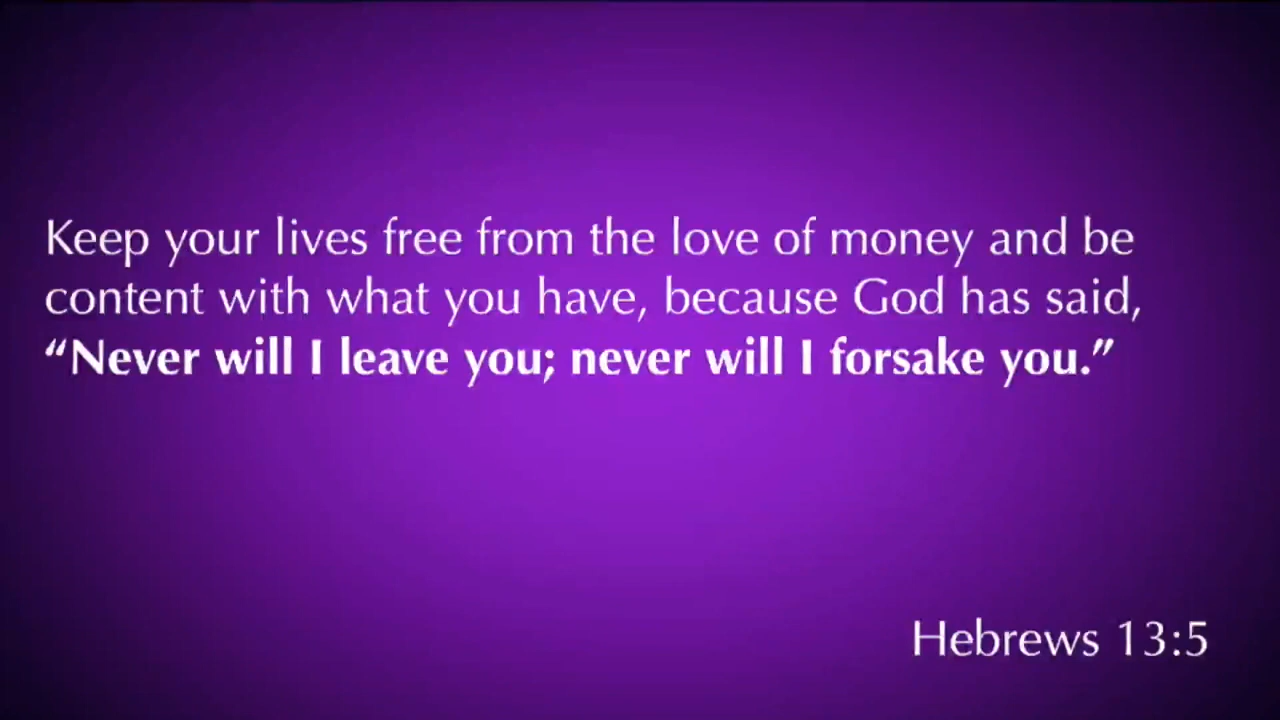 Keep your lives free from the love of money and be
content with what you have, because God has said,
“Never will I leave you; never will I forsake you.”
Hebrews 13:5